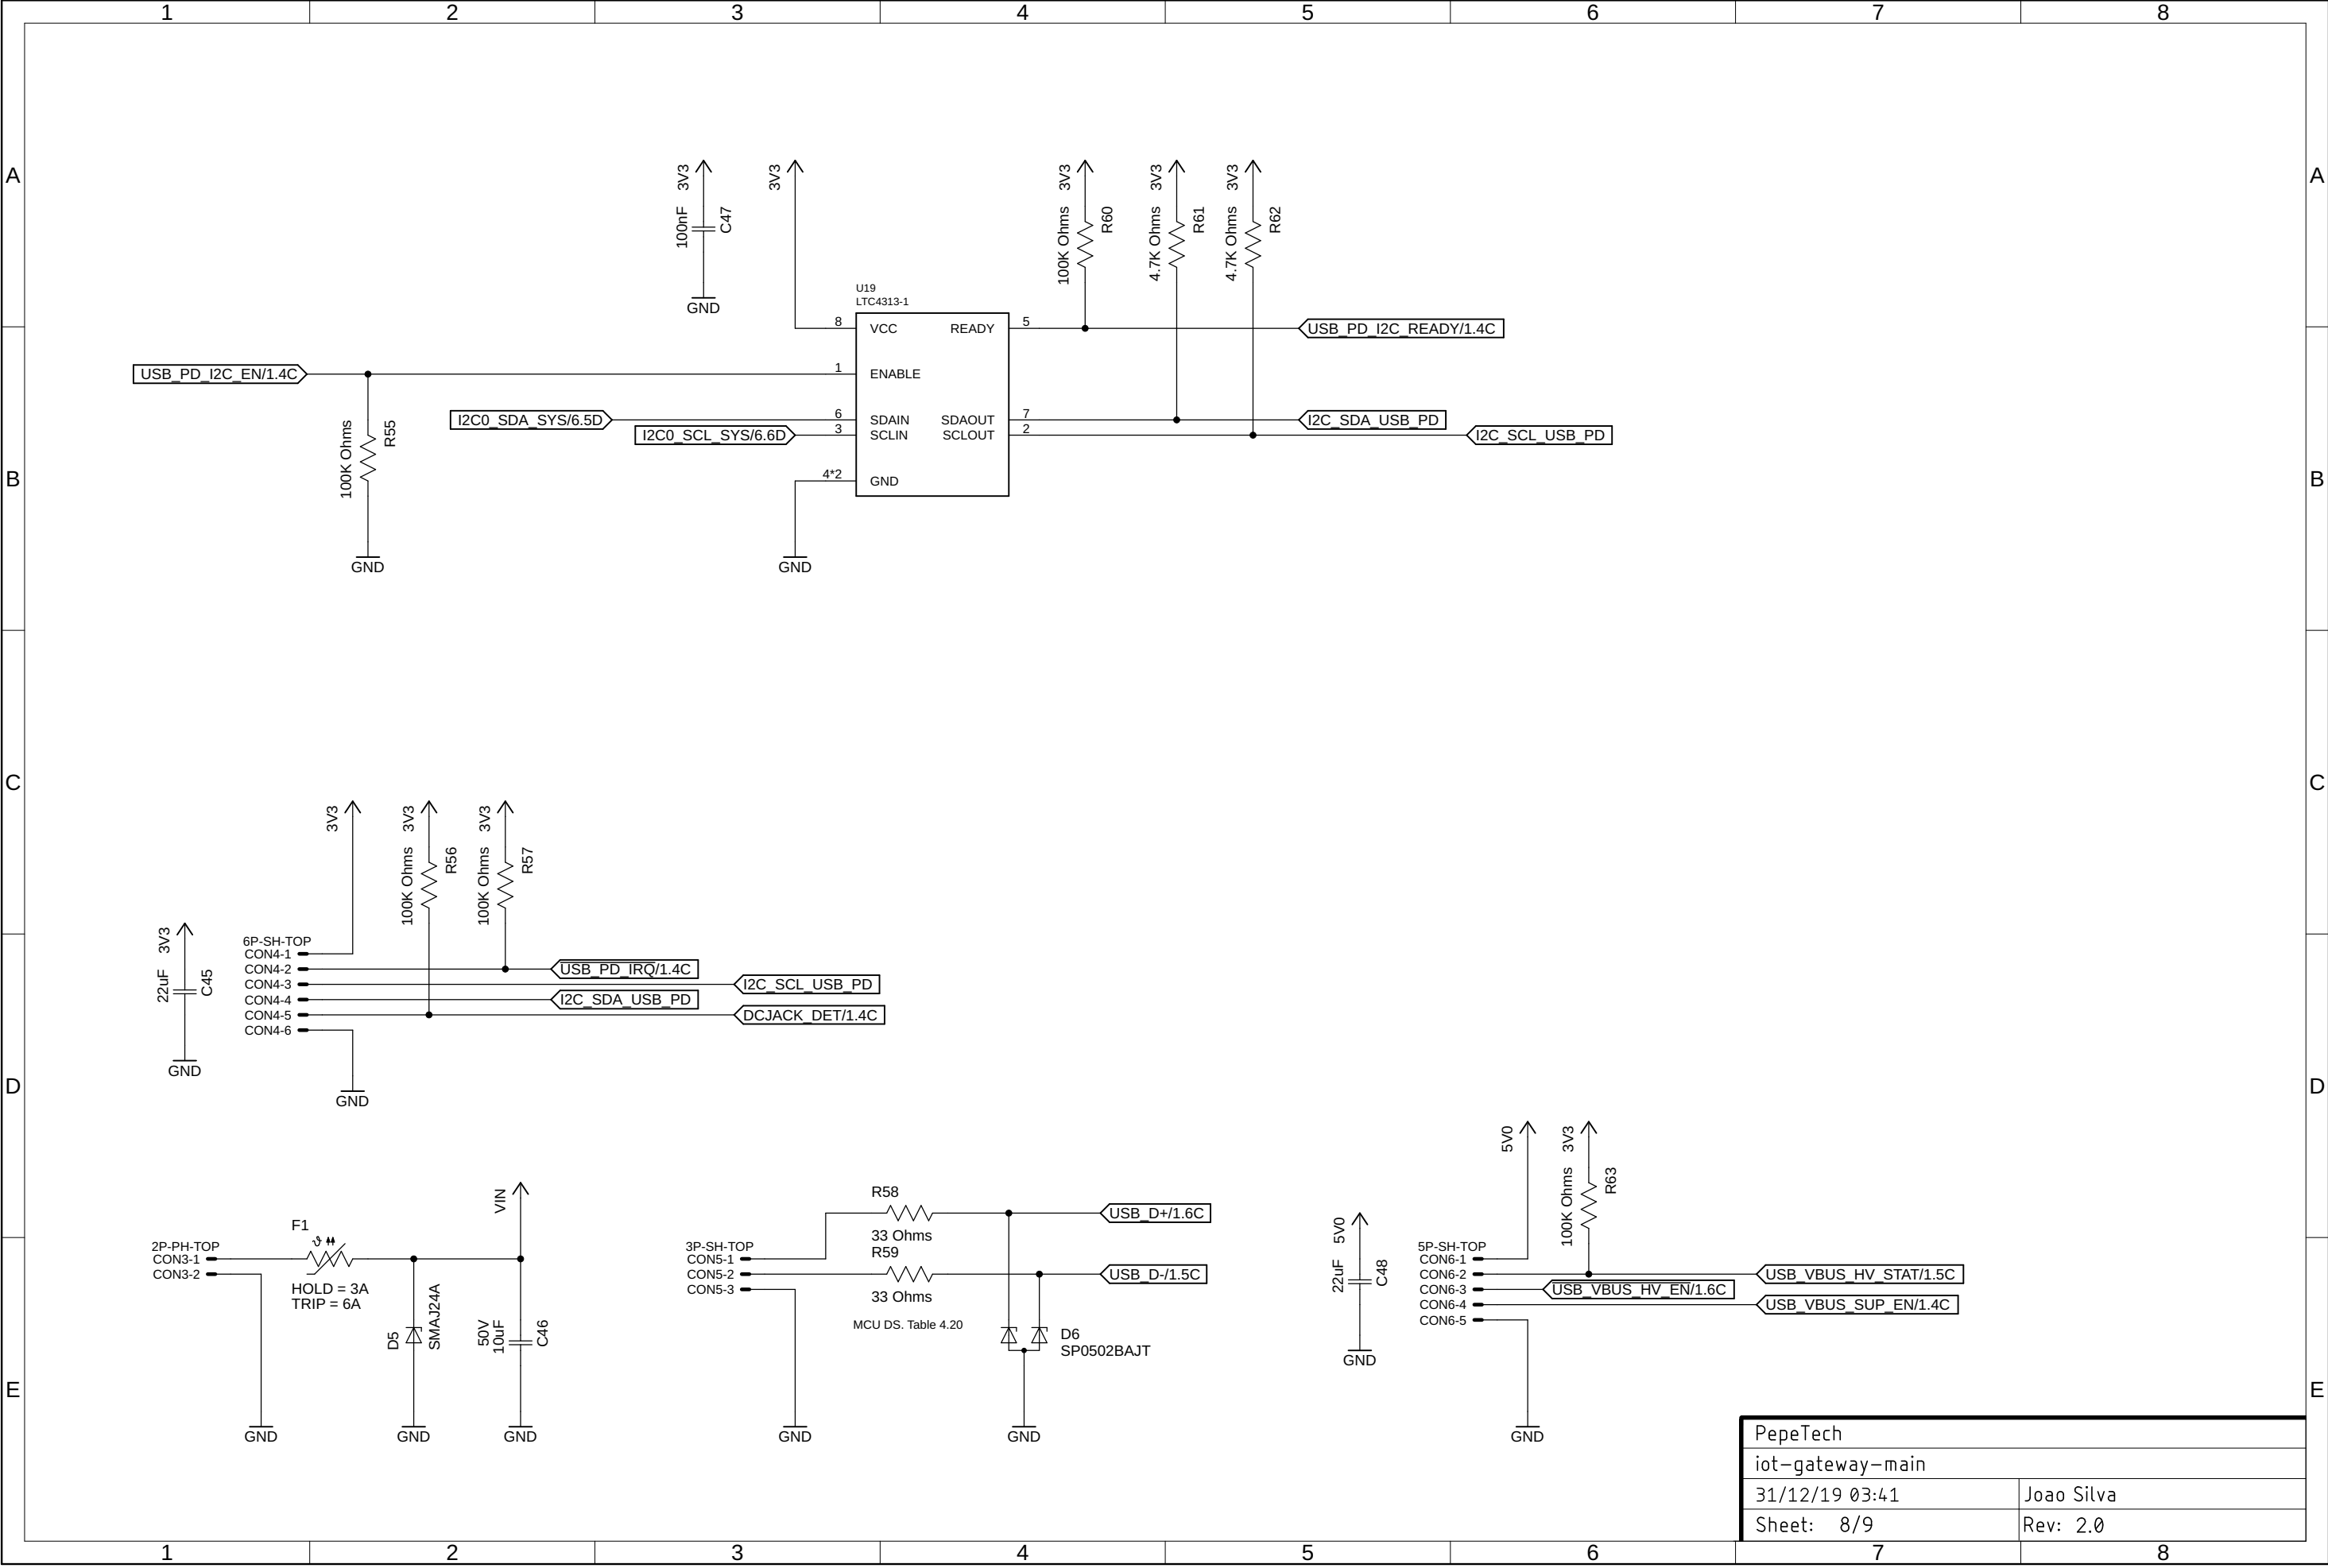 1 2 3 4 5 6 7 8
A A
3V3
100nF
C47
GND
3V3
3V3
100K Ohms
R60
3V3
4.7K Ohms
R61
3V3
4.7K Ohms
R62
U19
LTC4313-1
8 VCC READY 5
USB_PD_I2C_READY/1.4C
USB_PD_I2C_EN/1.4C
1 ENABLE
I2C0_SDA_SYS/6.5D
6 SDAIN SDAOUT 7
I2C_SDA_USB_PD
I2C0_SCL_SYS/6.6D
3 SCLIN SCLOUT 2
I2C_SCL_USB_PD
100K Ohms
R55
B B
4*2 GND
GND
GND
C C
3V3
3V3
100K Ohms
R56
3V3
100K Ohms
R57
3V3
22uF
C45
GND
6P-SH-TOP
CON4-1
CON4-2
USB_PD_IRQ/1.4C
CON4-3
I2C_SCL_USB_PD
CON4-4
I2C_SDA_USB_PD
CON4-5
DCJACK_DET/1.4C
CON4-6
GND
D D
VIN
F1
2P-PH-TOP
CON3-1
CON3-2
HOLD = 3A
TRIP = 6A
D5
SMAJ24A
50V
10uF
C46
GND
GND
GND
R58
33 Ohms
USB_D+/1.6C
R59
33 Ohms
USB_D-/1.5C
3P-SH-TOP
CON5-1
CON5-2
CON5-3
MCU DS. Table 4.20
D6
SP0502BAJT
GND
GND
5V0
3V3
100K Ohms
R63
5V0
22uF
C48
GND
5P-SH-TOP
CON6-1
CON6-2
USB_VBUS_HV_STAT/1.5C
CON6-3
USB_VBUS_HV_EN/1.6C
CON6-4
USB_VBUS_SUP_EN/1.4C
CON6-5
GND
E E
PepeTech
iot-gateway-main
31/12/19 03:41 Joao Silva
Sheet: 8/9 Rev: 2.0
1 2 3 4 5 6 7 8